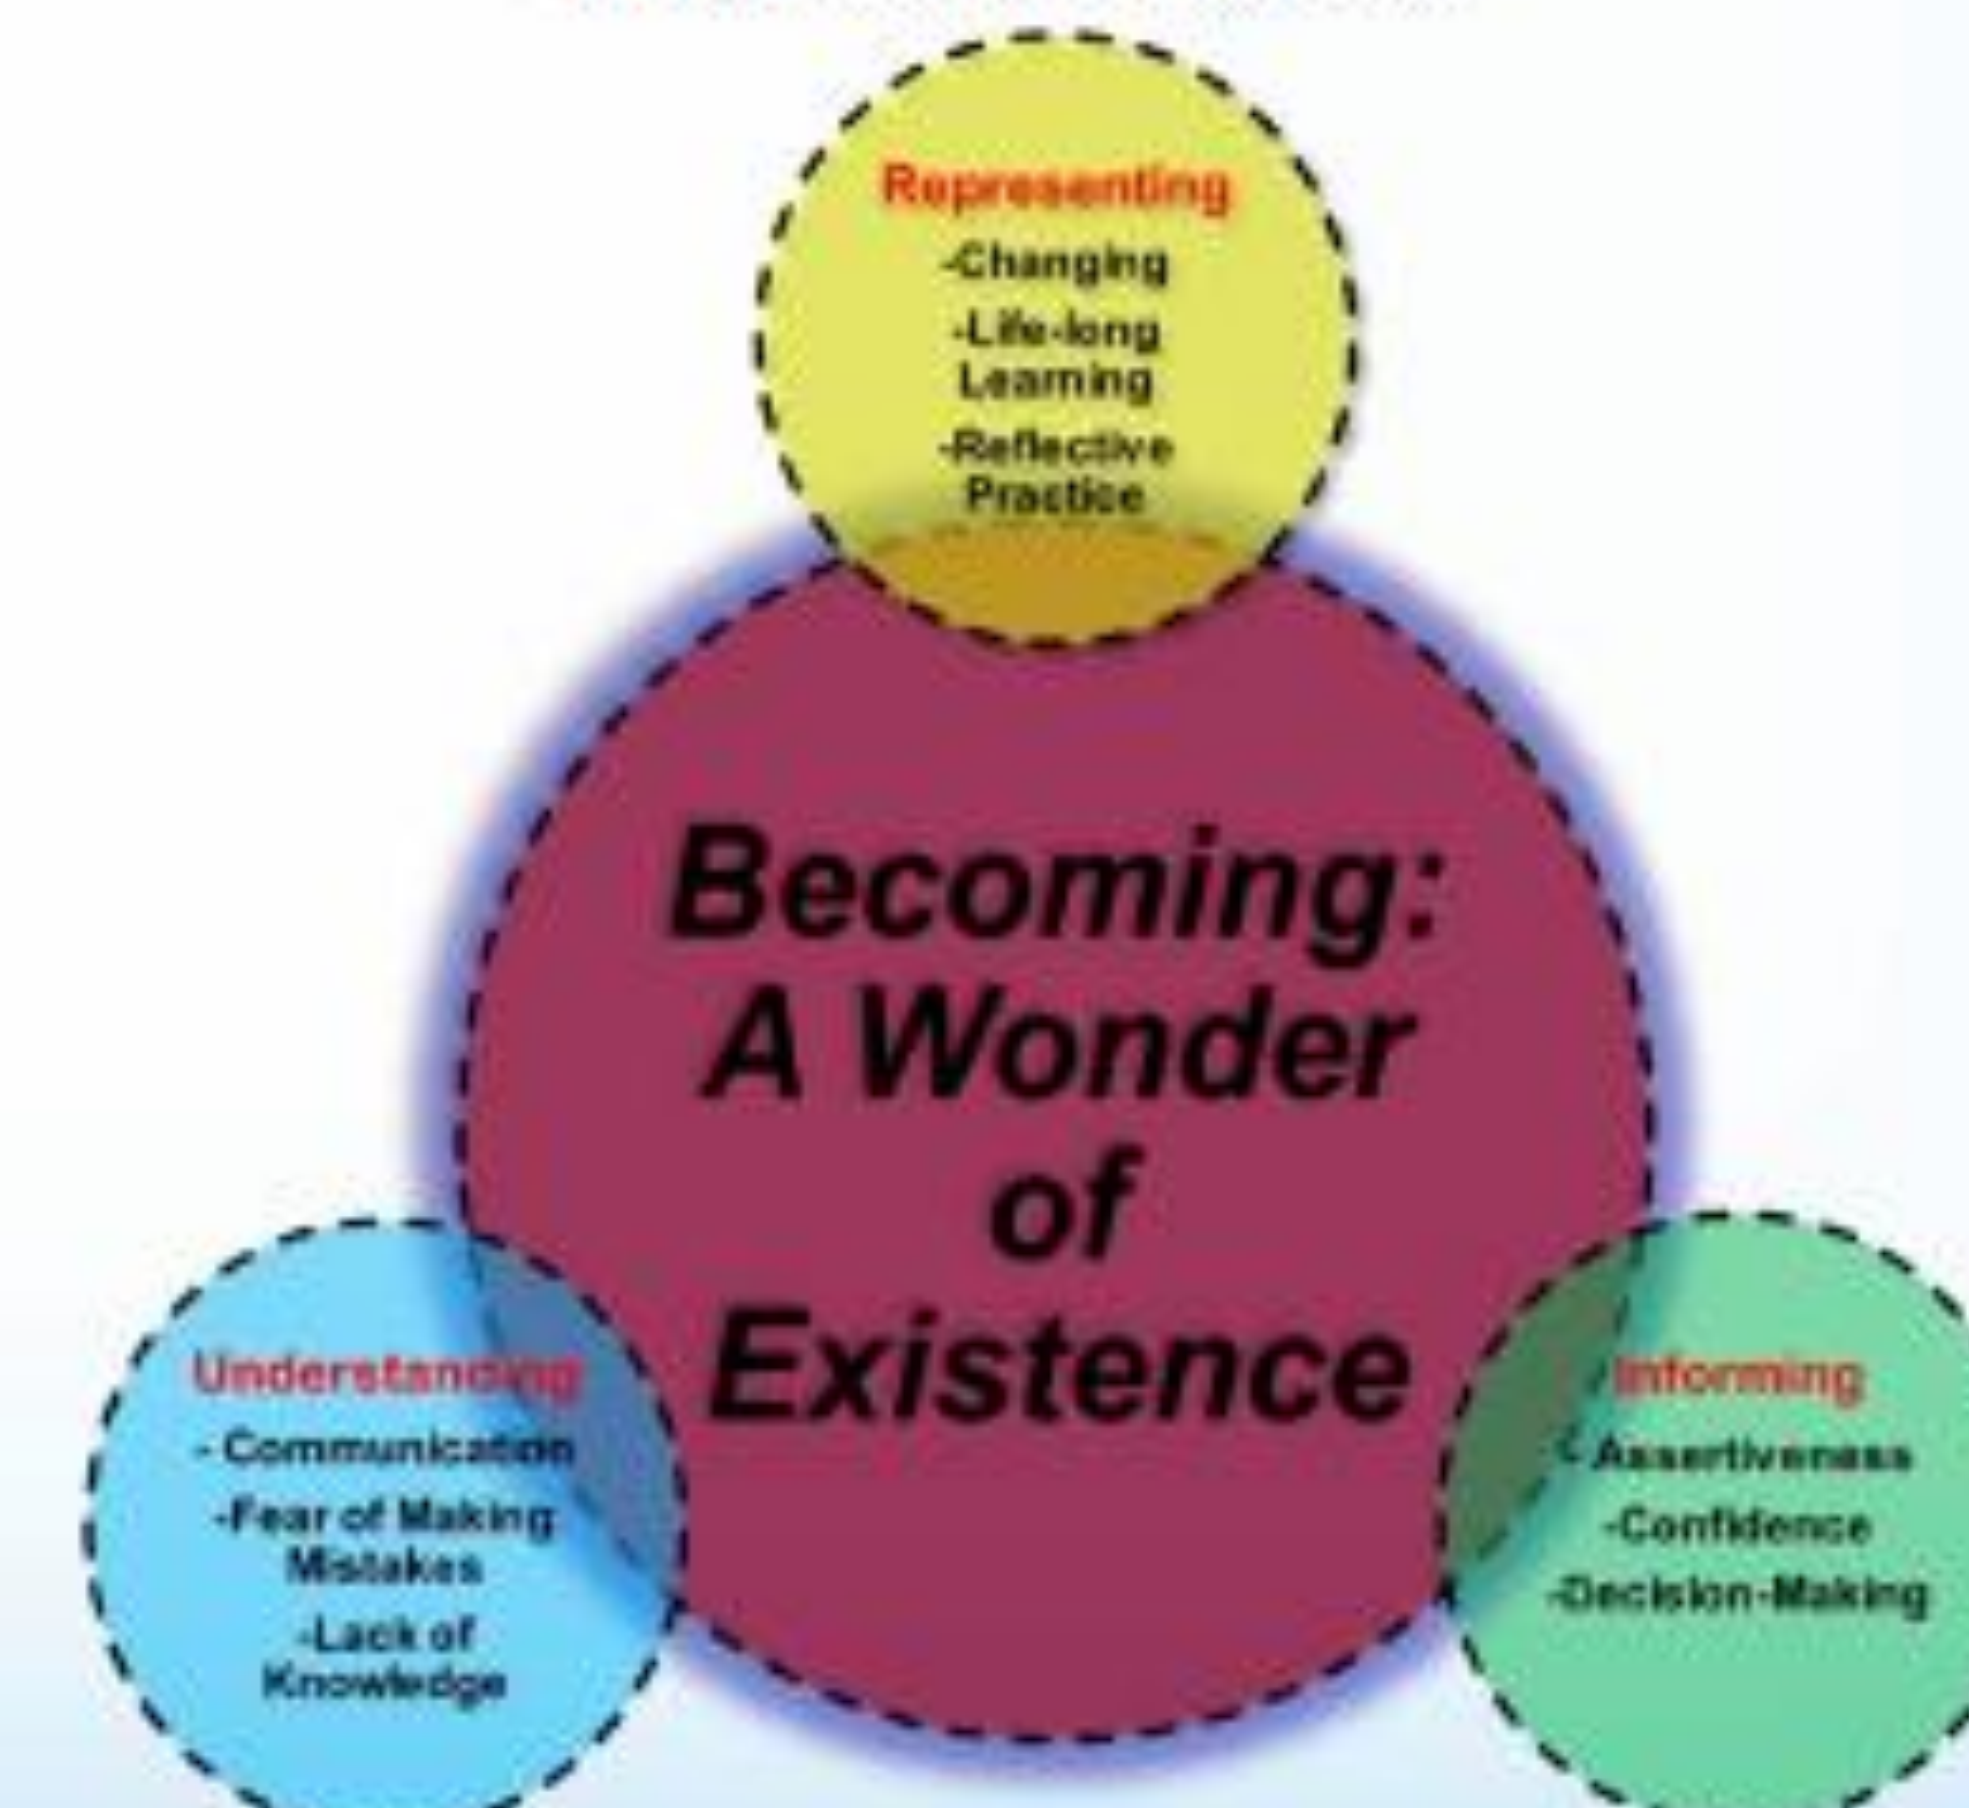 Representing
-Changing
-Life-long
Learning
-Reflective
Practice
Becoming:
A Wonder
of
Existence
Understanding
- Communication
-Fear of Making
Mistakes
-Lack of
Knowledge
Informing
- Assertiveness
-Confidence
-Decision-Making